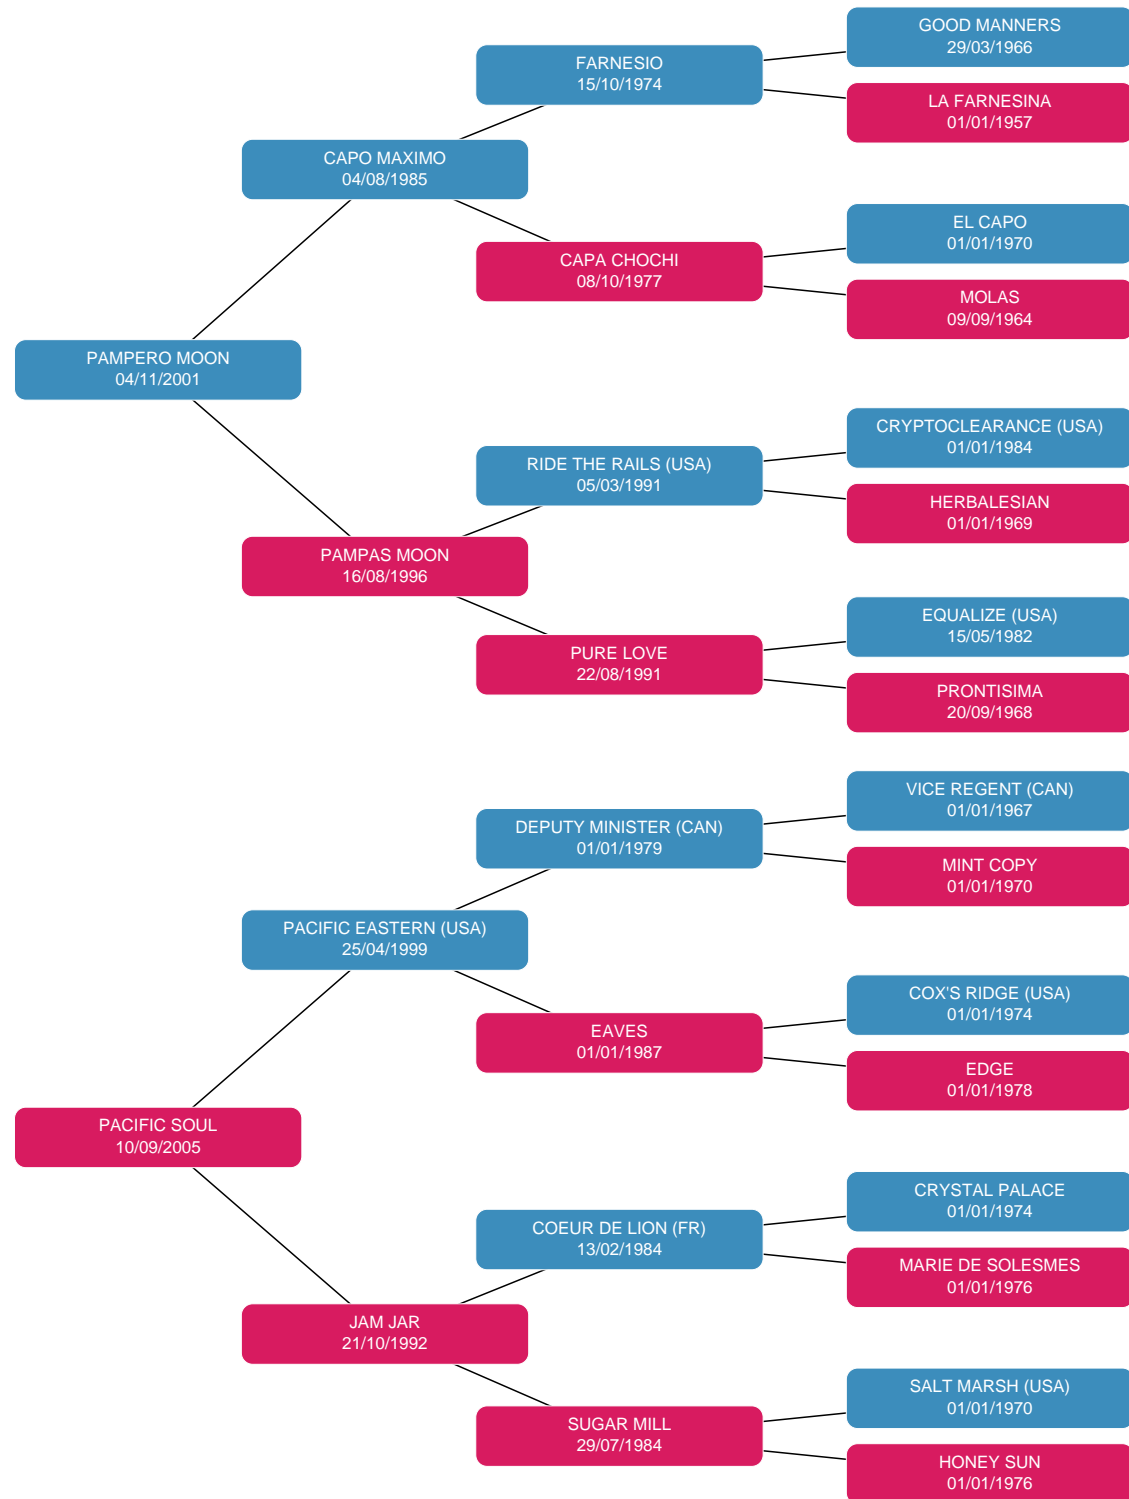 GOOD MANNERS
29/03/1966
FARNESIO
15/10/1974
LA FARNESINA
01/01/1957
CAPO MAXIMO
04/08/1985
EL CAPO
01/01/1970
CAPA CHOCHI
08/10/1977
MOLAS
09/09/1964
PAMPERO MOON
04/11/2001
CRYPTOCLEARANCE (USA)
01/01/1984
RIDE THE RAILS (USA)
05/03/1991
HERBALESIAN
01/01/1969
PAMPAS MOON
16/08/1996
EQUALIZE (USA)
15/05/1982
PURE LOVE
22/08/1991
PRONTISIMA
20/09/1968
VICE REGENT (CAN)
01/01/1967
DEPUTY MINISTER (CAN)
01/01/1979
MINT COPY
01/01/1970
PACIFIC EASTERN (USA)
25/04/1999
COX'S RIDGE (USA)
01/01/1974
EAVES
01/01/1987
EDGE
01/01/1978
PACIFIC SOUL
10/09/2005
CRYSTAL PALACE
01/01/1974
COEUR DE LION (FR)
13/02/1984
MARIE DE SOLESMES
01/01/1976
JAM JAR
21/10/1992
SALT MARSH (USA)
01/01/1970
SUGAR MILL
29/07/1984
HONEY SUN
01/01/1976